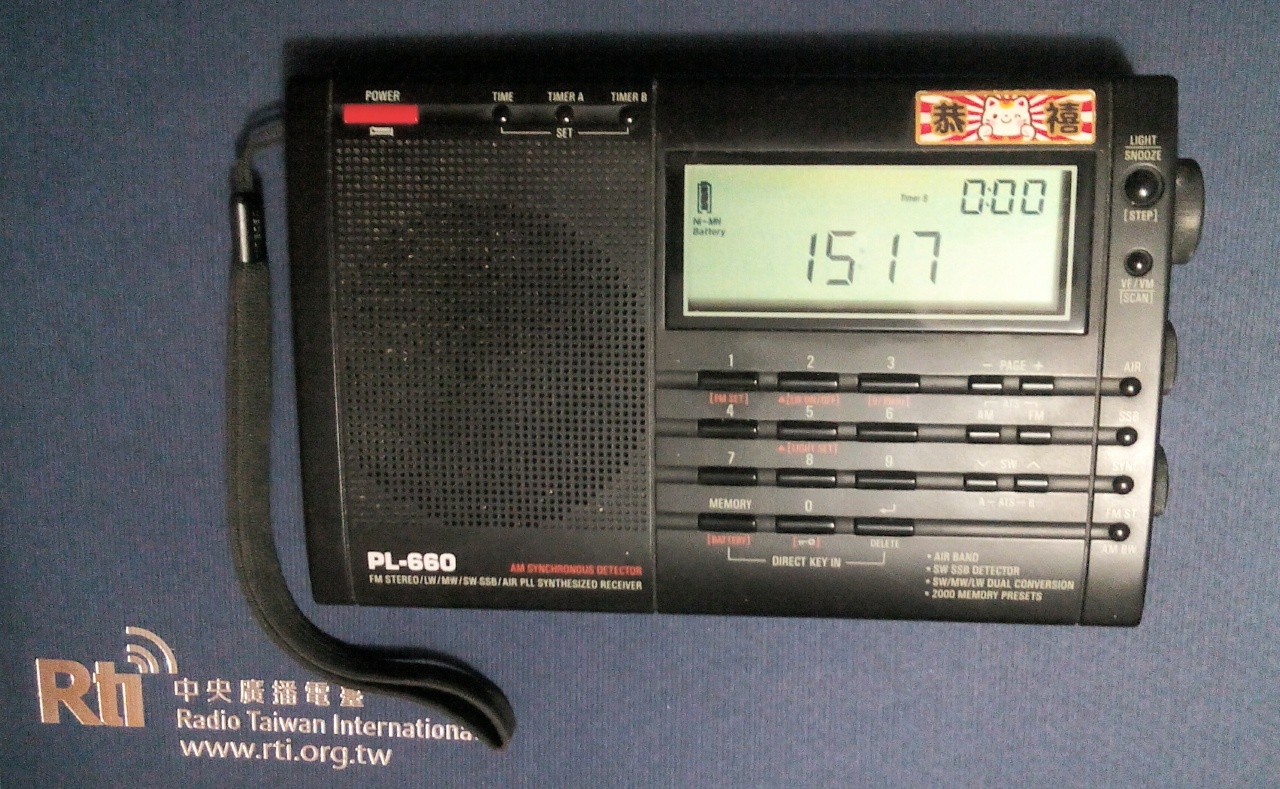 POWER
TIME TIMER A TIMER B
SET
恭 禧
LIGHT
SNOOZE
[STEP]
VF/VM
[SCAN]
Ni-MH
Battery
Timer B 0:00
15:17
1 2 3 - PAGE + AIR
[FM SET] [LW ON/OFF]
4 5 6 AM FM SSB
[LIGHT SET]
7 8 9 SW SYNC
ATS
MEMORY 0 FM ST
[BATTERY] DELETE AM BW
DIRECT KEY IN
• AIR BAND
• SW SSB DETECTOR
• SW/MW/LW DUAL CONVERSION
• 2000 MEMORY PRESETS
PL-660 AM SYNCHRONOUS DETECTOR
FM STEREO/LW/MW/SW-SSB/AIR PLL SYNTHESIZED RECEIVER
Rti
中央廣播電臺
Radio Taiwan International
www.rti.org.tw